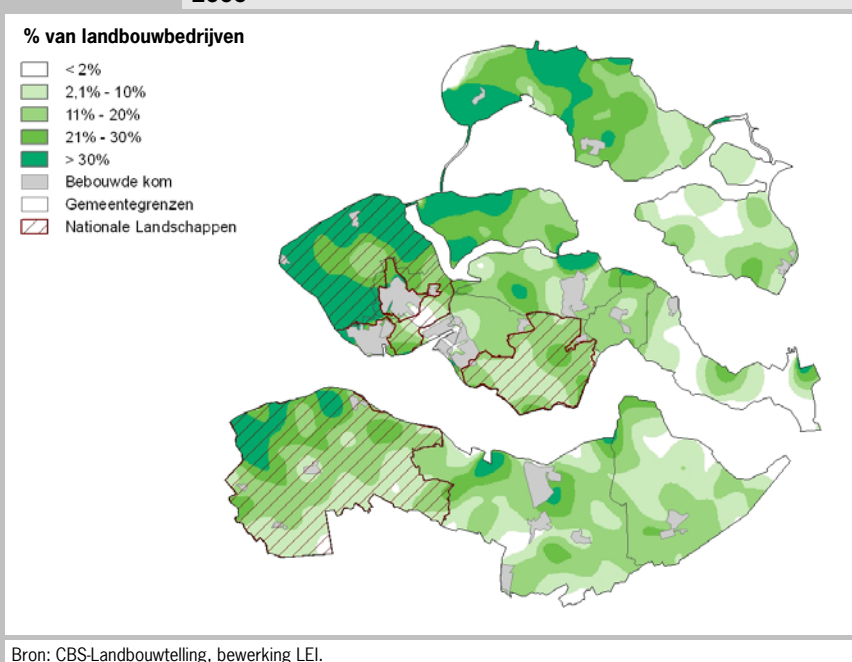 % van landbouwbedrijven
< 2%
2,1% - 10%
11% - 20%
21% - 30%
> 30%
Bebouwde kom
Gemeentegrenzen
Nationale Landschappen
Bron: CBS-Landbouwtelling, bewerking LEI.